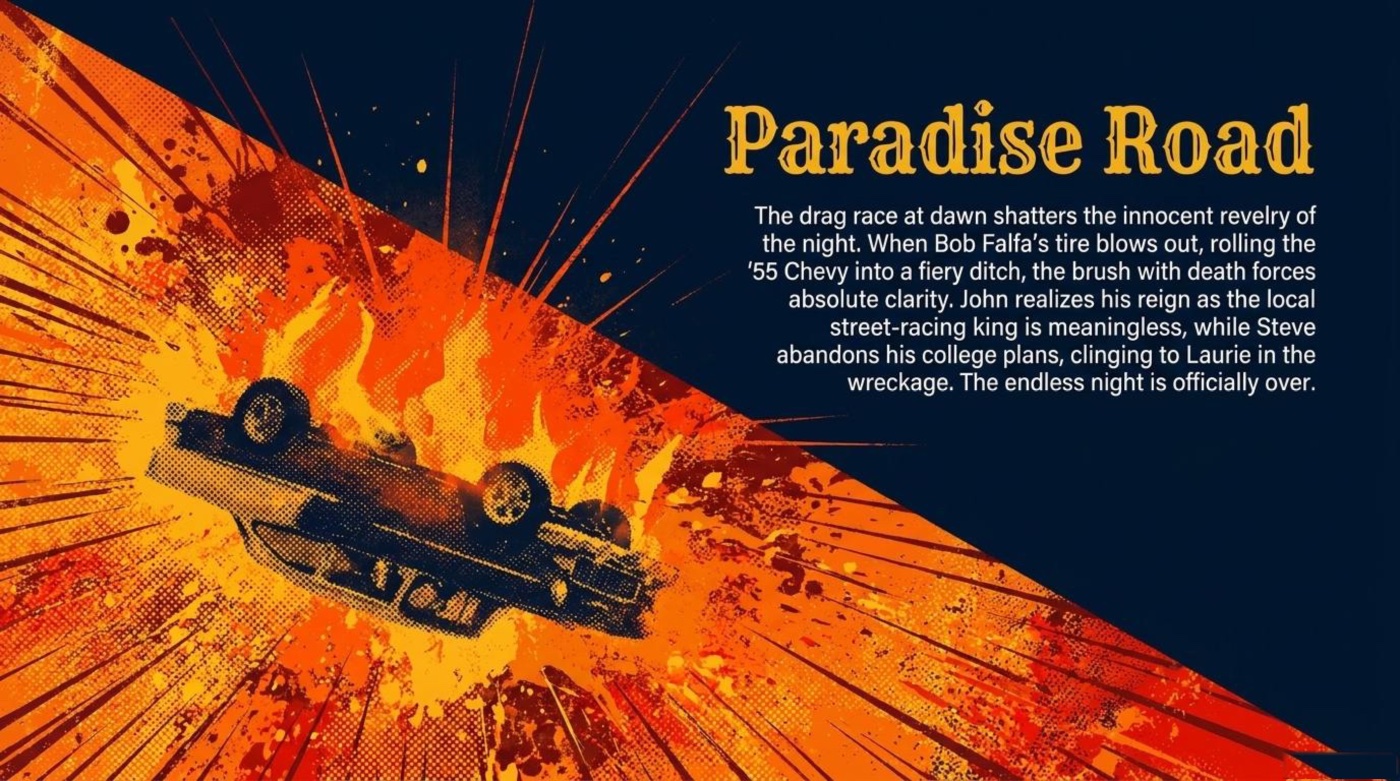 Paradise Road
The drag race at dawn shatters the innocent revelry of
the night. When Bob Falfa's tire blows out, rolling the
'55 Chevy into a fiery ditch, the brush with death forces
absolute clarity. John realizes his reign as the local
street-racing king is meaningless, while Steve
abandons his college plans, clinging to Laurie in the
wreckage. The endless night is officially over.